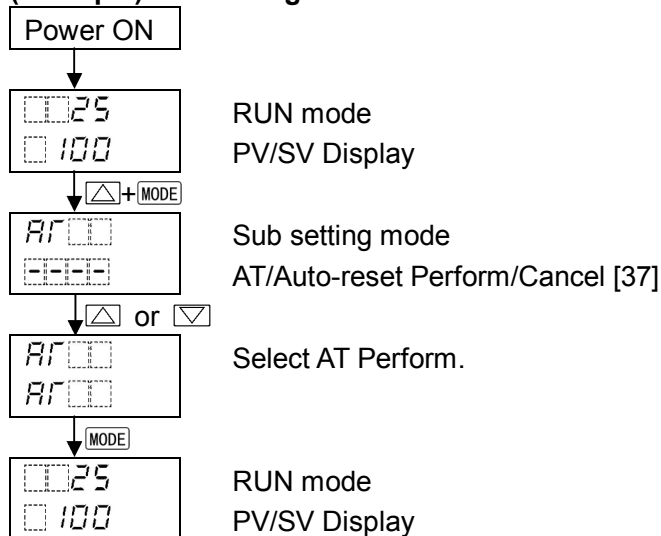 Power ON
25 RUN mode
100 PV/SV Display
△+MODE
AT Sub setting mode
---- AT/Auto-reset Perform/Cancel [37]
△ or ▽
AT Select AT Perform.
AT
MODE
25 RUN mode
100 PV/SV Display